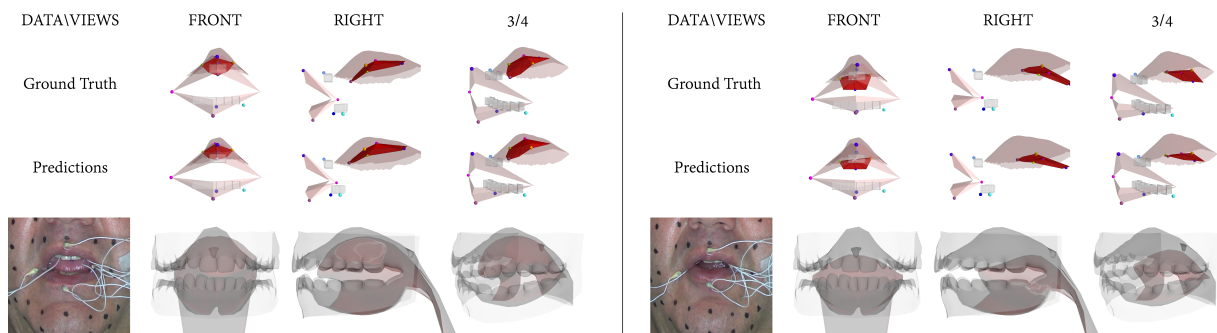 DATA\VIEWS FRONT RIGHT 3/4 DATA\VIEWS FRONT RIGHT 3/4
Ground Truth Ground Truth
Predictions Predictions